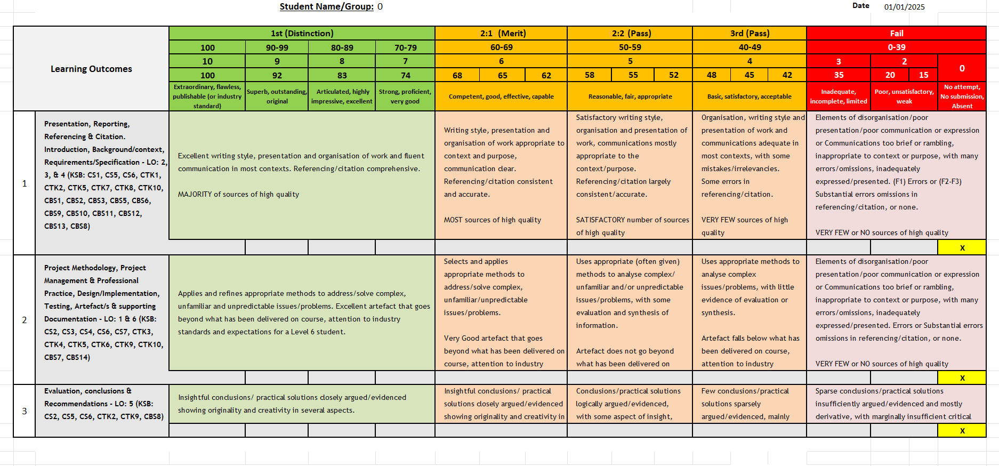 Student Name/Group: 0
Date 01/01/2025
Learning Outcomes
1st (Distinction)
2:1 (Merit)
2:2 (Pass)
3rd (Pass)
Fail
100
90-99
80-89
70-79
60-69
50-59
40-49
0-39
10
9
8
7
6
5
4
3
2
0
100
92
83
74
68
65
62
58
55
52
48
45
42
35
20
15
Extraordinary, flawless,
publishable (or industry
standard)
Superb, outstanding,
original
Articulated, highly
impressive, excellent
Strong, proficient,
very good
Competent, good, effective, capable
Reasonable, fair, appropriate
Basic, satisfactory, acceptable
Inadequate,
incomplete, limited
Poor, unsatisfactory,
weak
No attempt,
No submission,
Absent
1
Presentation, Reporting,
Referencing & Citation.
Introduction, Background/context,
Requirements/Specification - LO: 2,
3, & 4 (KSB: CS1, CS5, CS6, CTK1,
CTK2, CTK5, CTK7, CTK8, CTK10,
CBS1, CBS2, CBS3, CBS5, CBS6,
CBS9, CBS10, CBS11, CBS12,
CBS13, CBS8)
Excellent writing style, presentation and organisation of work and fluent
communication in most contexts. Referencing/citation comprehensive.
MAJORITY of sources of high quality
Writing style, presentation and
organisation of work appropriate to
context and purpose,
communication clear.
Referencing/citation consistent
and accurate.
MOST sources of high quality
Satisfactory writing style,
organisation and presentation of
work, communications mostly
appropriate to the
context/purpose.
Referencing/citation largely
consistent/accurate.
SATISFACTORY number of sources
of high quality
Organisation, writing style and
presentation of work and
communications adequate in
most contexts, with some
mistakes/irrelevancies.
Some errors in
referencing/citation.
VERY FEW sources of high
quality
Elements of disorganisation/poor
presentation/poor communication or expression
or Communications too brief or rambling,
inappropriate to context or purpose, with many
errors/omissions, inadequately
expressed/presented. (F1) Errors or (F2-F3)
Substantial errors omissions in
referencing/citation, or none.
VERY FEW or NO sources of high quality
X
2
Project Methodology, Project
Management & Professional
Practice, Design/Implementation,
Testing, Artefact/s & supporting
Documentation - LO: 1 & 6 (KSB:
CS2, CS3, CS4, CS6, CS7, CTK3,
CTK4, CTK5, CTK6, CTK9, CTK10,
CBS7, CBS14)
Applies and refines appropriate methods to address/solve complex,
unfamiliar and unpredictable issues/problems. Excellent artefact that goes
beyond what has been delivered on course, attention to industry
standards and expectations for a Level 6 student.
Selects and applies
appropriate methods to
address/solve complex,
unfamiliar/unpredictable
issues/problems.
Very Good artefact that goes
beyond what has been delivered on
course, attention to industry
Uses appropriate (often given)
methods to analyse complex/
unfamiliar and/or unpredictable
issues/problems, with some
evaluation and synthesis of
information.
Artefact does not go beyond
what has been delivered on
Uses appropriate methods to
analyse complex
issues/problems, with little
evidence of evaluation or
synthesis.
Artefact falls below what has
been delivered on course,
attention to industry
Elements of disorganisation/poor
presentation/poor communication or expression
or Communications too brief or rambling,
inappropriate to context or purpose, with many
errors/omissions, inadequately
expressed/presented. Errors or Substantial errors
omissions in referencing/citation, or none.
VERY FEW or NO sources of high quality
X
3
Evaluation, conclusions &
Recommendations - LO: 5 (KSB:
CS2, CS5, CS6, CTK2, CTK9, CBS8)
Insightful conclusions/ practical solutions closely argued/evidenced
showing originality and creativity in several aspects.
Insightful conclusions/ practical
solutions closely argued/evidenced
showing originality and creativity in
Conclusions/practical solutions
logically argued/evidenced,
with some aspect of insight,
Few conclusions/practical
solutions sparsely
argued/evidenced, mainly
Sparse conclusions/practical solutions
insufficiently argued/evidenced and mostly
derivative, with marginally insufficient critical
X